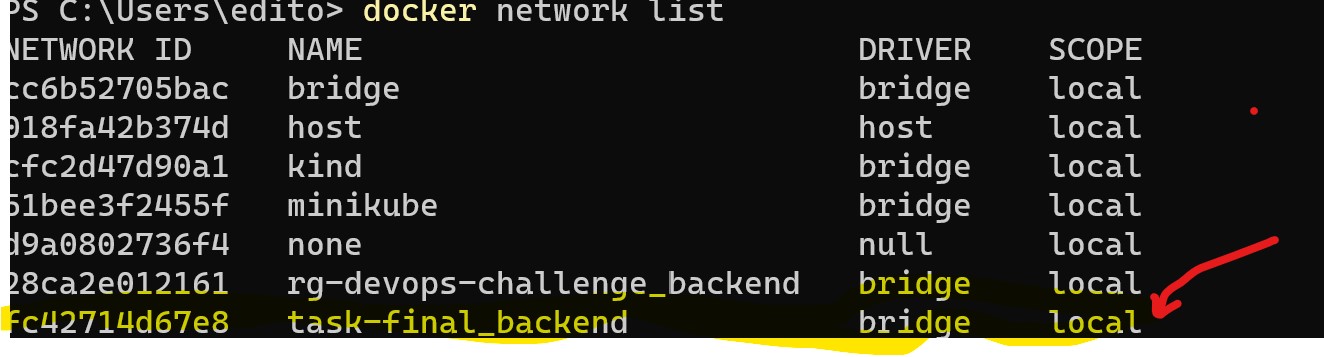 PS C:\Users\edito> docker network list
NETWORK ID NAME DRIVER SCOPE
cc6b52705bac bridge bridge local
018fa42b374d host host local
cfc2d47d90a1 kind bridge local
51bee3f2455f minikube bridge local
d9a0802736f4 none null local
28ca2e012161 rg-devops-challenge_backend bridge local
fc42714d67e8 task-final_backend bridge local